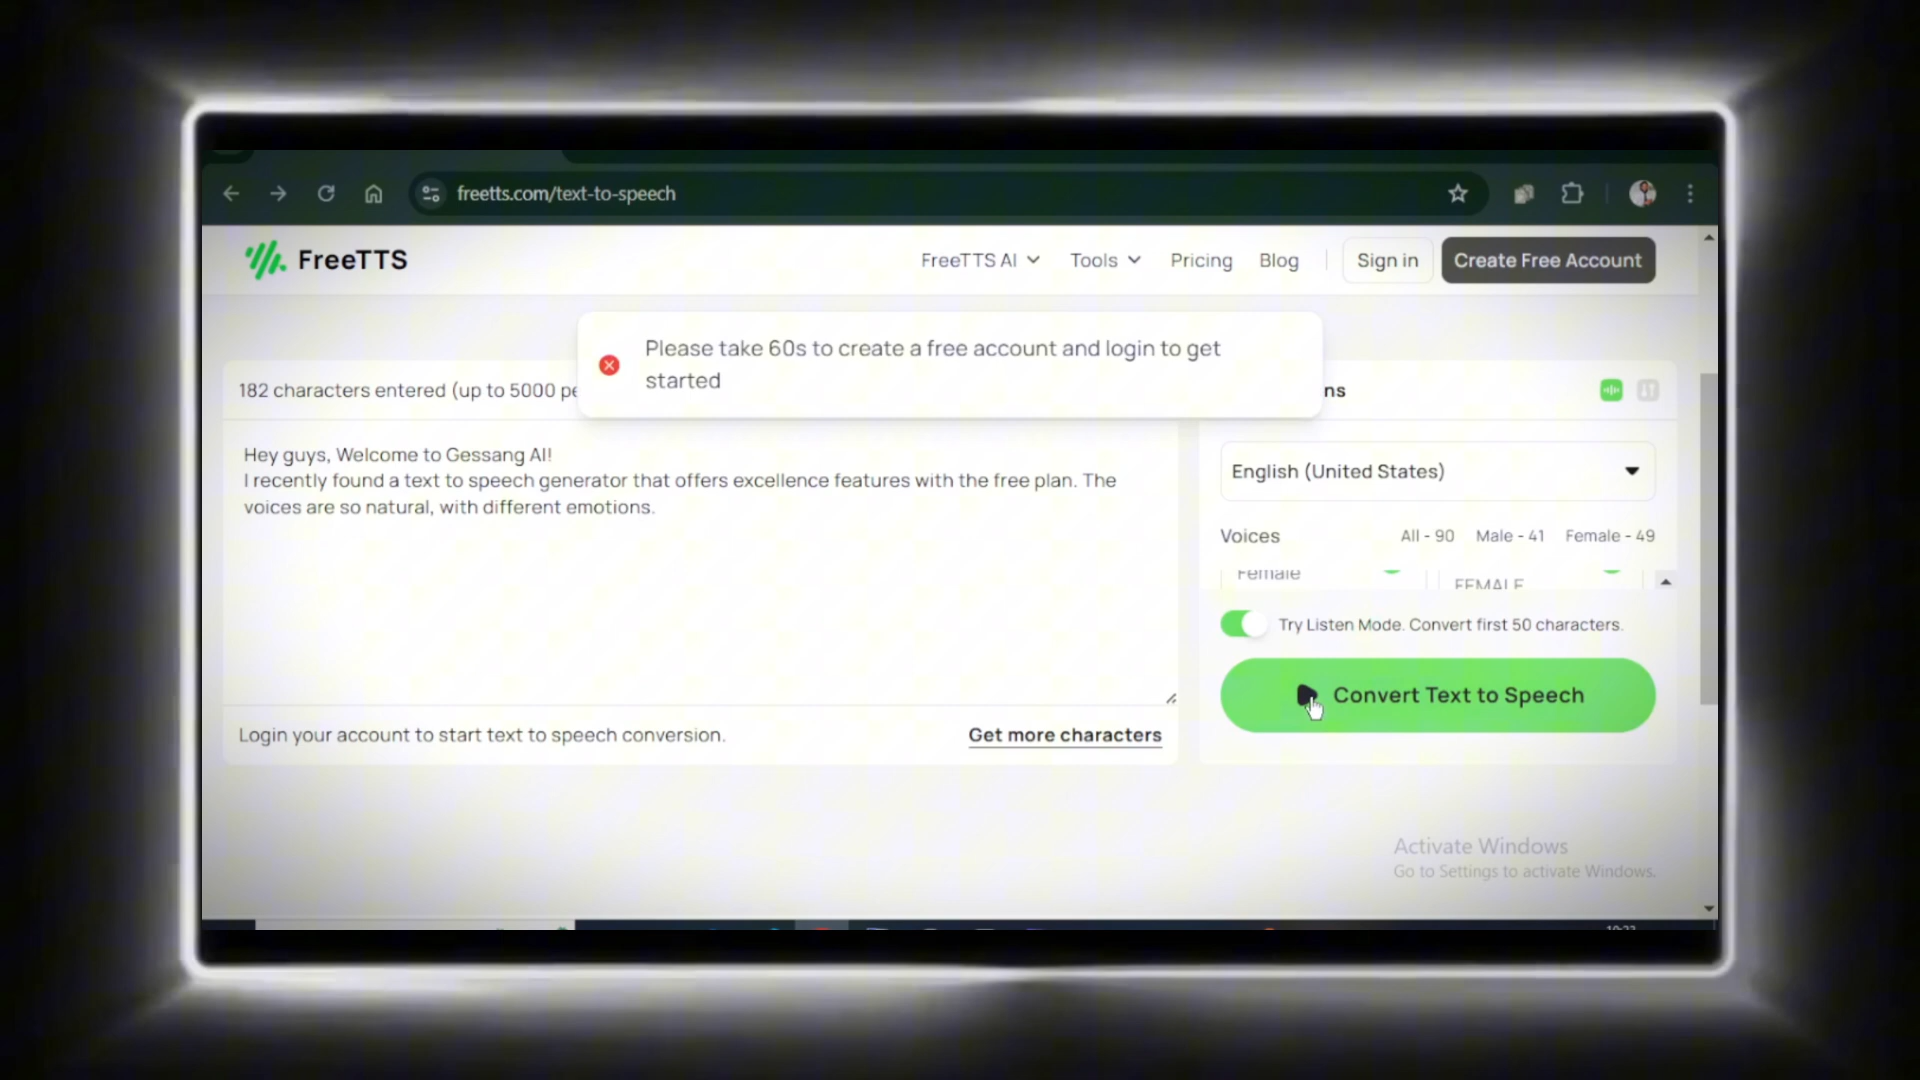 freetts.com/text-to-speech
FreeTTS
FreeTTS AI
Tools
Pricing
Blog
Sign in
Create Free Account
Please take 60s to create a free account and login to get
started
182 characters entered (up to 5000 pe
ns
Hey guys, Welcome to Gessang AI!
I recently found a text to speech generator that offers excellence features with the free plan. The
voices are so natural, with different emotions.
English (United States)
Voices
All - 90
Male - 41
Female - 49
Female
FEMALE
Try Listen Mode. Convert first 50 characters.
Convert Text to Speech
Login your account to start text to speech conversion.
Get more characters
Activate Windows
Go to Settings to activate Windows.